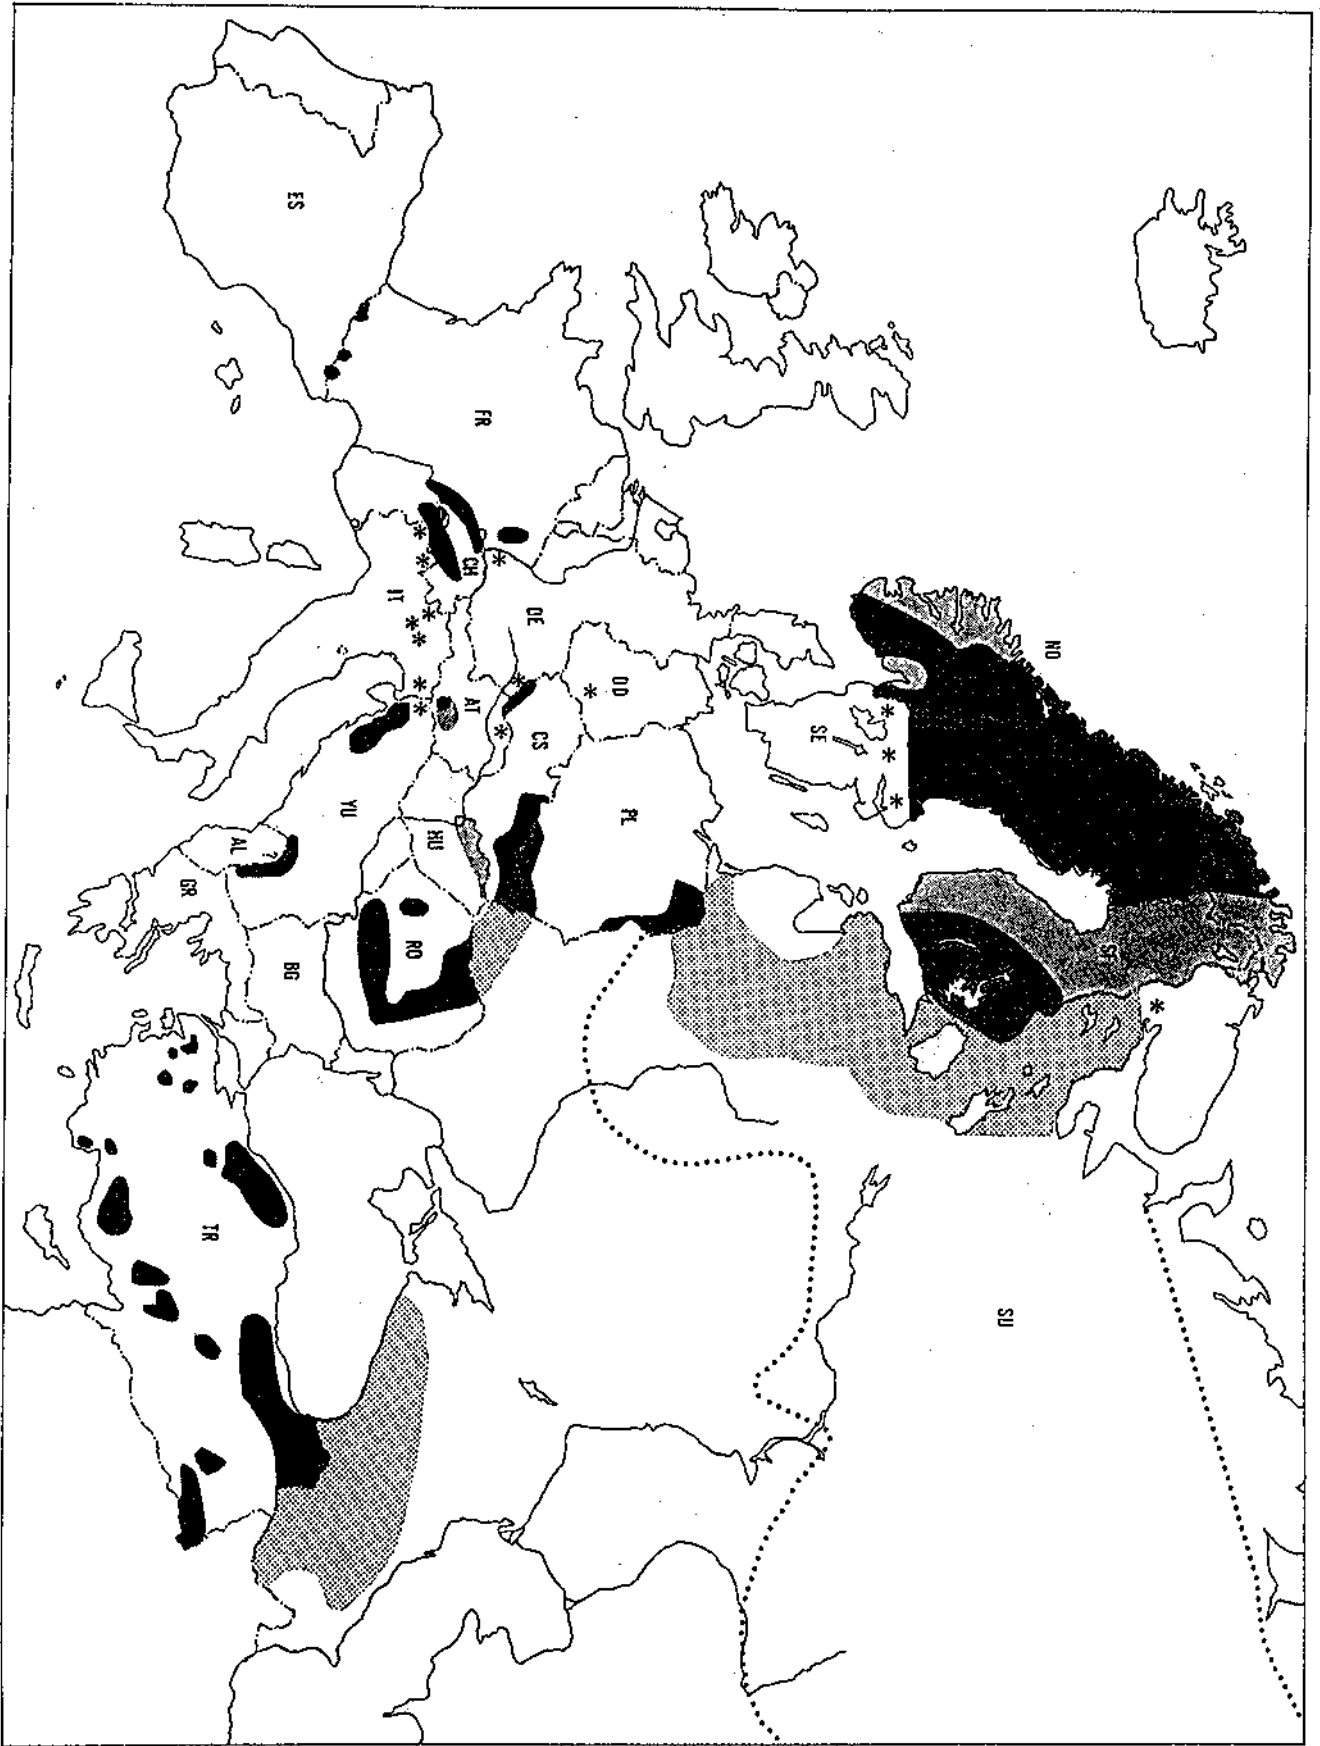 NO
SF
SE
SU
DD
DE
PL
CS
FR
CH
AT
HU
RO
IT
YU
ES
BG
AL
?
GR
TR